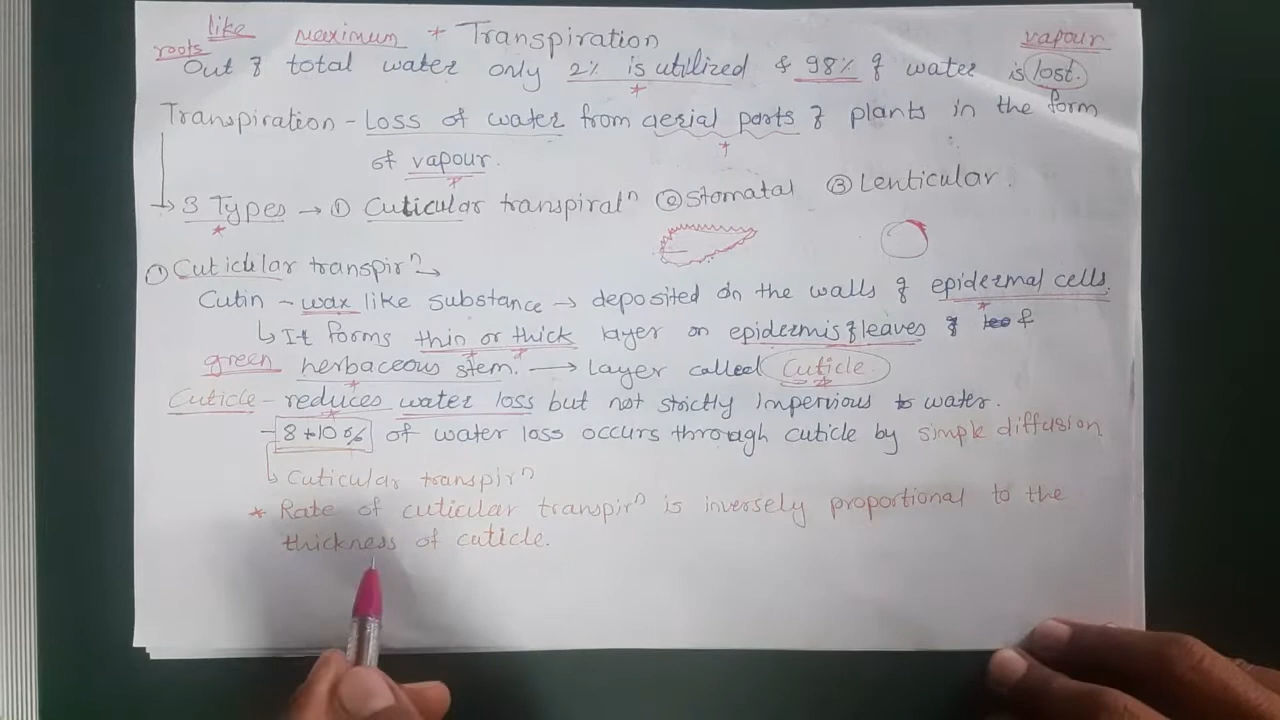 like maximum * Transpiration vapour
roots
Out of total water only 2% is utilized & 98% of water is lost.
*
Transpiration - Loss of water from aerial parts of plants in the form
of vapour.
→ 3 Types → ① Cuticular transpiratⁿ ② Stomatal ③ Lenticular.
① Cuticular transpirⁿ →
Cutin - wax like substance → deposited on the walls of epidermal cells.
↳ It forms thin or thick layer on epidermis of leaves & of
green herbaceous stem. → layer called Cuticle.
Cuticle - reduces water loss but not strictly impervious to water.
- 8 to 10% of water loss occurs through cuticle by simple diffusion
↳ Cuticular transpirⁿ
* Rate of cuticular transpirⁿ is inversely proportional to the
thickness of cuticle.